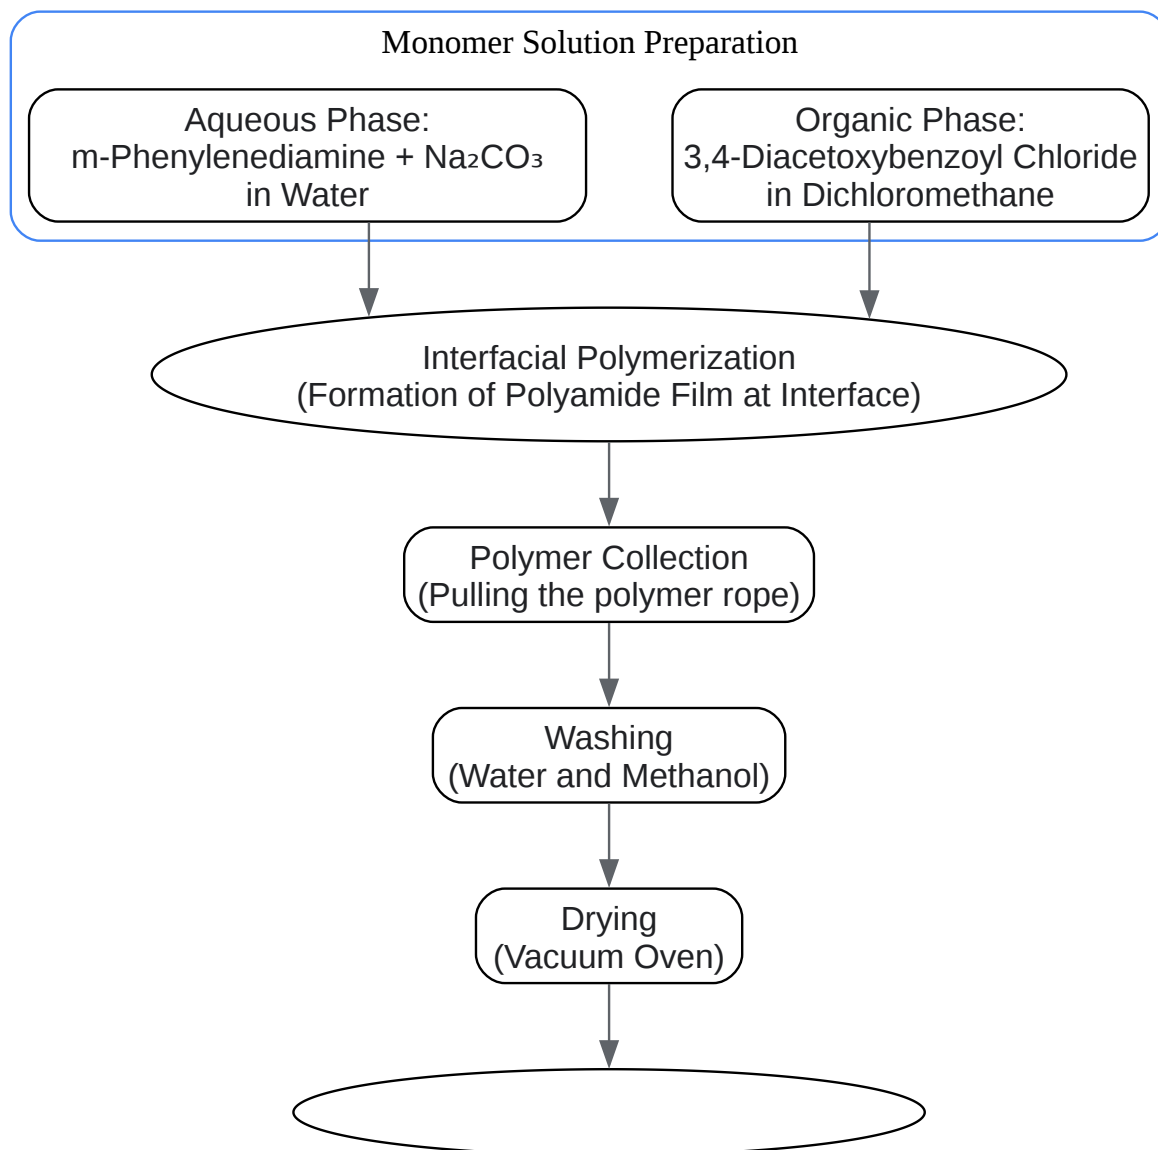 Monomer Solution Preparation
Aqueous Phase:
m-Phenylenediamine + Na₂CO₃
in Water
Organic Phase:
3,4-Diacetoxybenzoyl Chloride
in Dichloromethane
Interfacial Polymerization
(Formation of Polyamide Film at Interface)
Polymer Collection
(Pulling the polymer rope)
Washing
(Water and Methanol)
Drying
(Vacuum Oven)